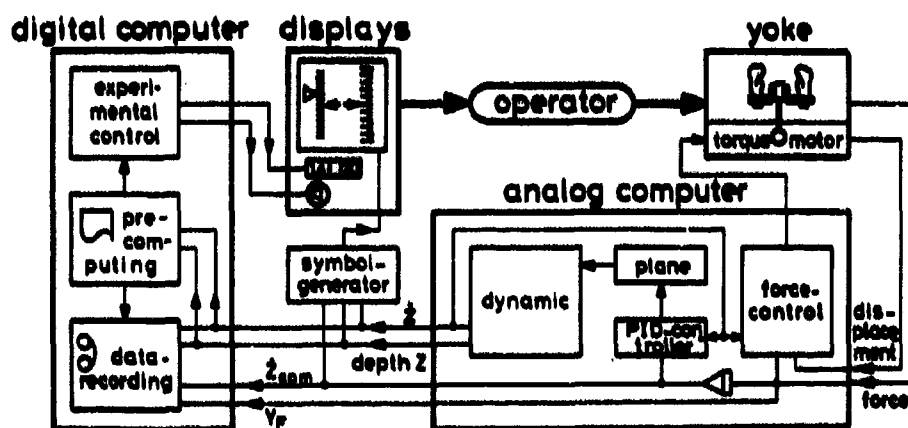 digital computer
displays
yoke
experi-
mental
control
operator
torque motor
analog computer
pre-
com-
puting
symbol-
generator
plane
dynamic
force-
control
PID-con
troller
dis-
place
ment
data-
recording
Ż
depth Z
force